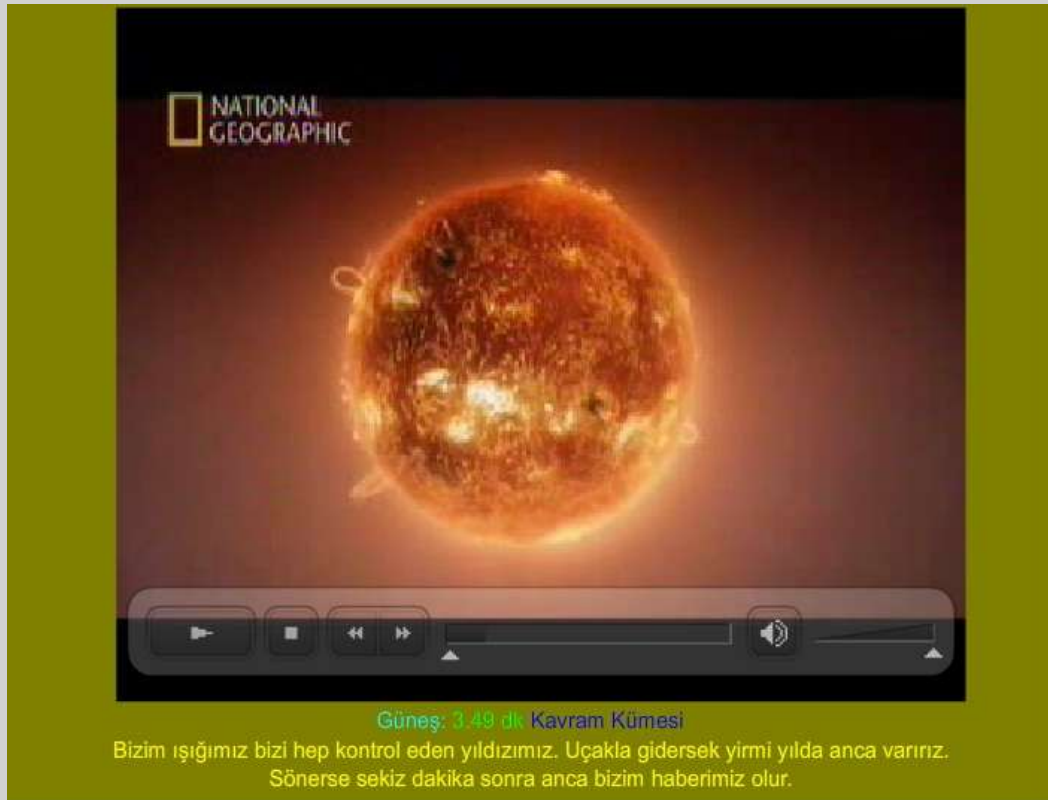 NATIONAL
GEOGRAPHIC
Güneş: 3.49 dk Kavram Kümesi
Bizim ışığımız bizi hep kontrol eden yıldızımız. Uçakla gidersek yirmi yılda anca varırız.
Sönerse sekiz dakika sonra anca bizim haberimiz olur.